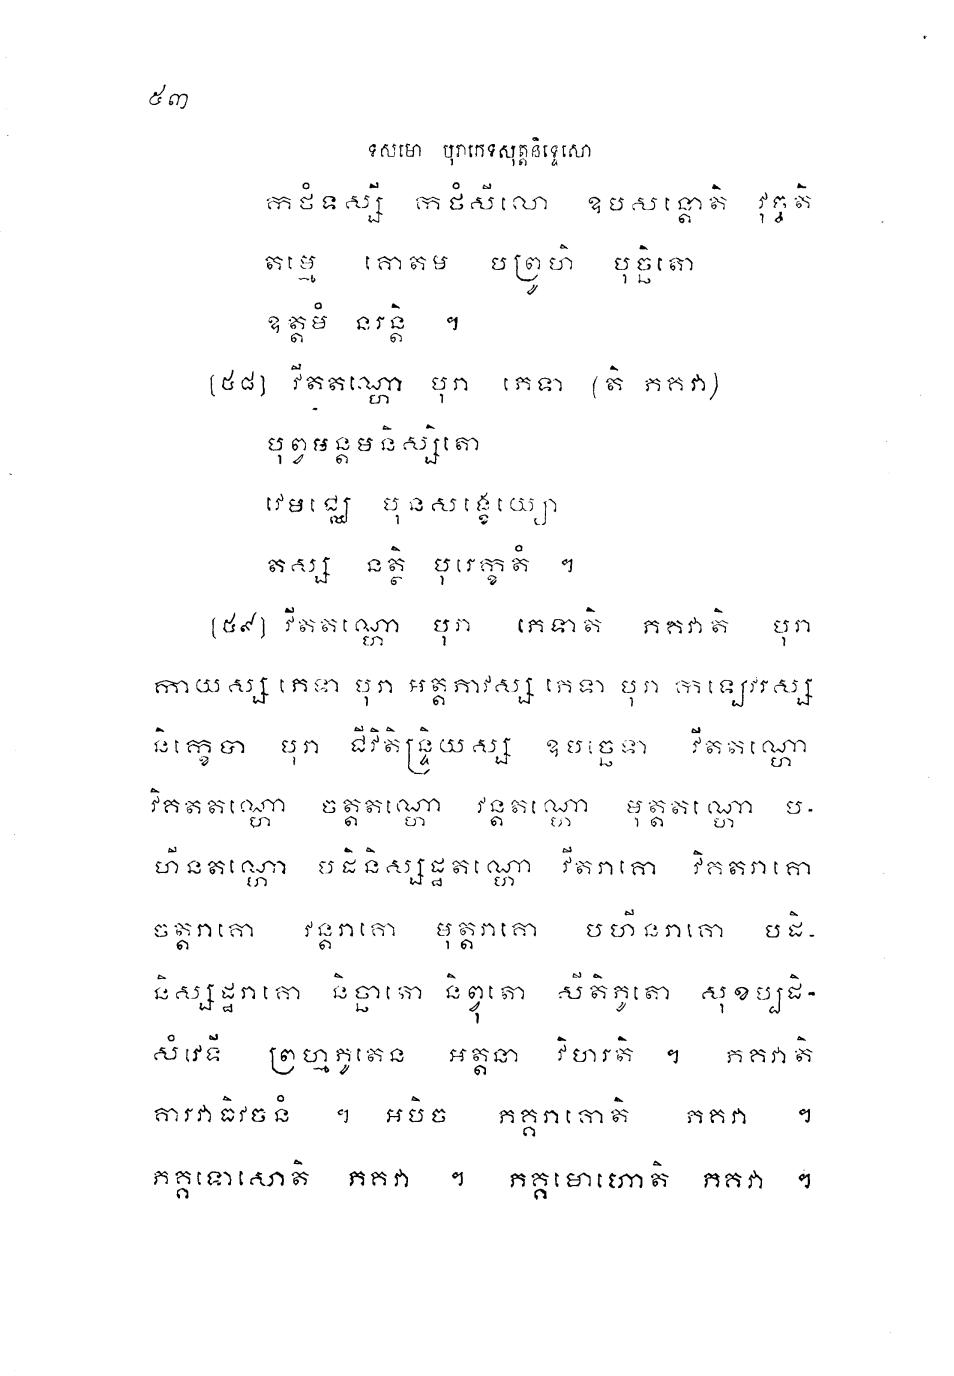 ៥៣
ទសមោ បុរាភេទសុត្តនិទ្ទេសោ
កថំទស្សី កថំសីលោ ឧបសន្តោតិ វុច្ចតិ
តម្មេ គោតម បព្រូហិ បុច្ឆិតោ
ឧត្តមំ នរន្តិ ។
[៥៨] វីតតណ្ហោ បុរា ភេទា (តិ ភគវា)
បុព្វមន្តមនិស្សិតោ
វេមជ្ឈេ បុនសង្ខេយ្យោ
តស្ស នត្ថិ បុរេក្ខតំ ។
[៥៩] វីតតណ្ហោ បុរា ភេទាតិ ភគវាតិ បុរា
កាយស្ស ភេទា បុរា អត្តភាវស្ស ភេទា បុរា កឡេវរស្ស
និក្ខេបា បុរា ជីវិតិន្ទ្រិយស្ស ឧបច្ឆេទា វីតតណ្ហោ
វិគតតណ្ហោ ចត្តតណ្ហោ វន្តតណ្ហោ មុត្តតណ្ហោ ប-
ហីនតណ្ហោ បដិនិស្សដ្ឋតណ្ហោ វីតរាគោ វិគតរាគោ
ចត្តរាគោ វន្តរាគោ មុត្តរាគោ បហីនរាគោ បដិ-
និស្សដ្ឋរាគោ និច្ឆាតោ និព្វុតោ សីតិភូតោ សុខប្បដិ-
សំវេទី ព្រហ្មភូតេន អត្តនា វិហរតិ ។ ភគវាតិ
គារវាធិវចនំ ។ អបិច ភគ្គរាគោតិ ភគវា ។
ភគ្គទោសោតិ ភគវា ។ ភគ្គមោហោតិ ភគវា ។